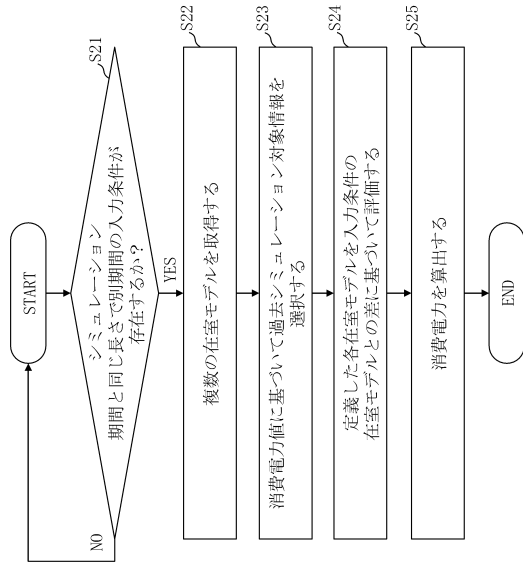 START
S21
シミュレーション
期間と同じ長さで別期間の入力条件が
存在するか?
NO
YES
S22
複数の在室モデルを取得する
S23
消費電力値に基づいて過去シミュレーション対象情報を
選択する
S24
定義した各在室モデルを入力条件の
在室モデルとの差に基づいて評価する
S25
消費電力を算出する
END